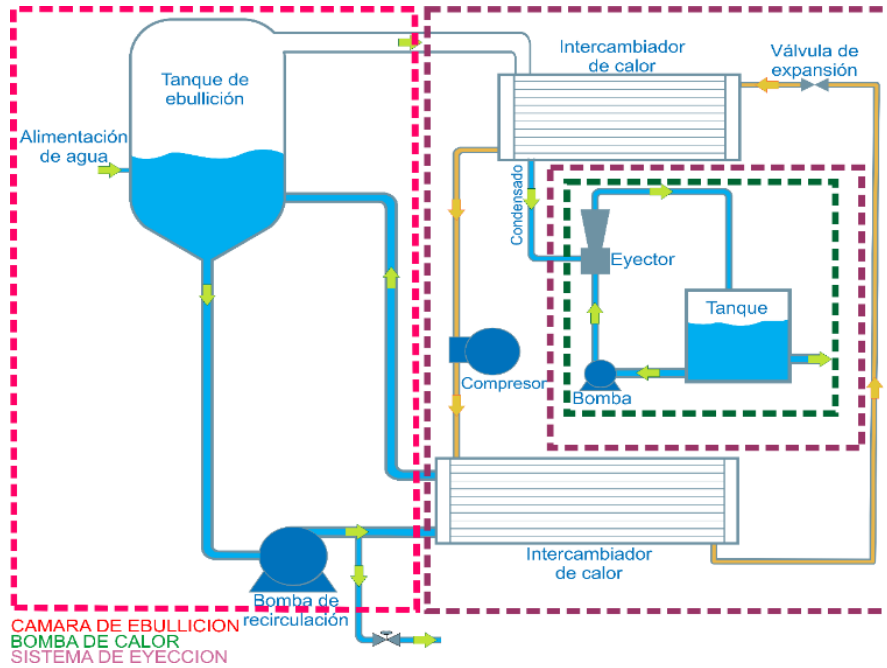 Tanque de
ebullición
Alimentación
de agua
Intercambiador
de calor
Válvula de
expansión
Condensado
Eyector
Tanque
Compresor
Bomba
Intercambiador
de calor
Bomba de
recirculación
CAMARA DE EBULLICION
BOMBA DE CALOR
SISTEMA DE EYECCION